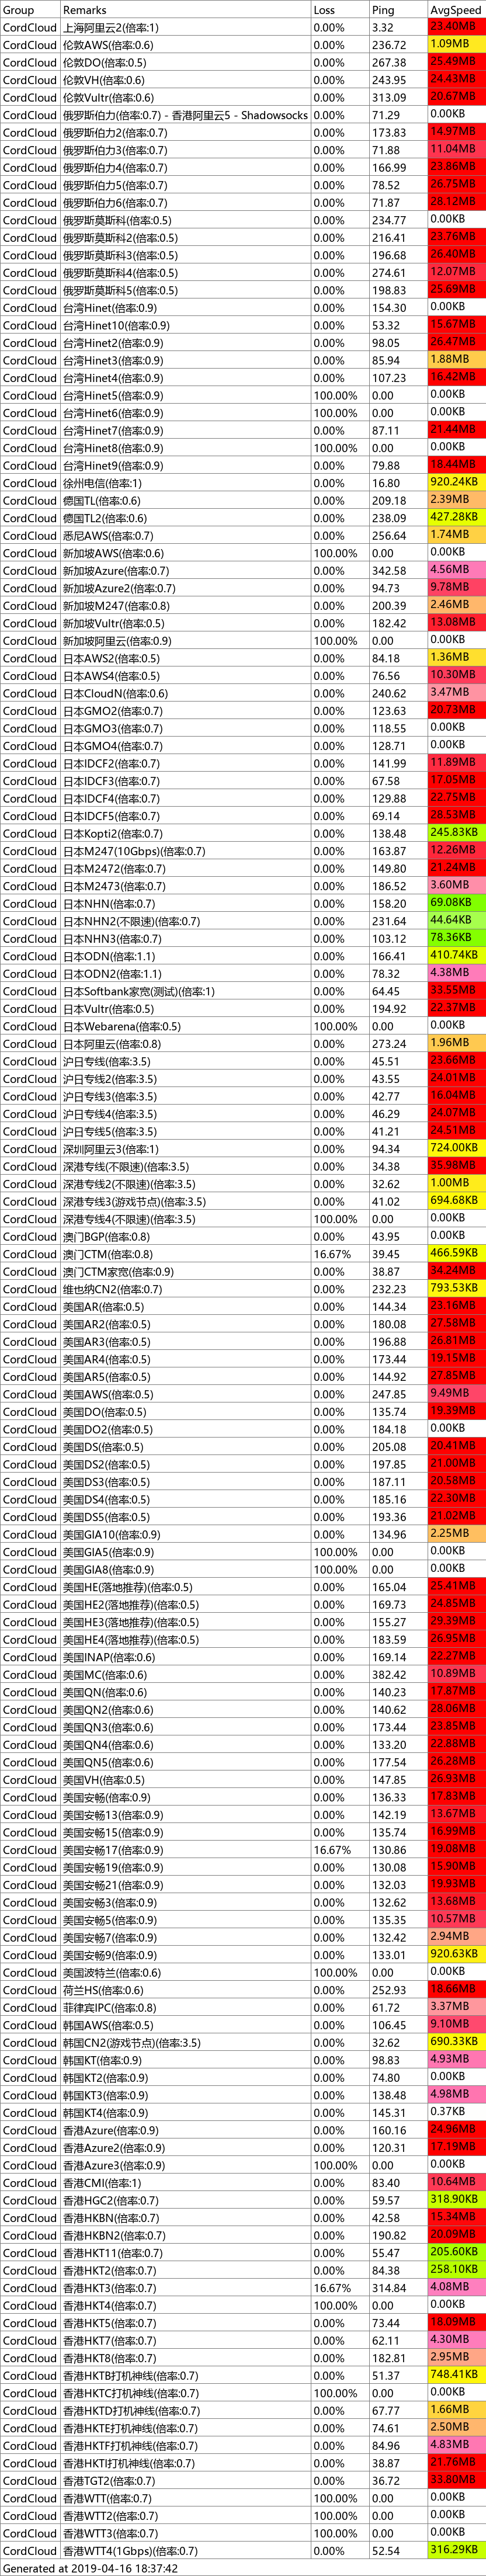 Group Remarks Loss Ping AvgSpeed
CordCloud 上海阿里云2(倍率:1) 0.00% 3.32 23.40MB
CordCloud 伦敦AWS(倍率:0.6) 0.00% 236.72 1.09MB
CordCloud 伦敦DO(倍率:0.5) 0.00% 267.38 25.49MB
CordCloud 伦敦VH(倍率:0.6) 0.00% 243.95 24.43MB
CordCloud 伦敦Vultr(倍率:0.6) 0.00% 313.09 20.67MB
CordCloud 俄罗斯伯力(倍率:0.7) - 香港阿里云5 - Shadowsocks 0.00% 71.29 0.00KB
CordCloud 俄罗斯伯力2(倍率:0.7) 0.00% 173.83 14.97MB
CordCloud 俄罗斯伯力3(倍率:0.7) 0.00% 71.88 11.04MB
CordCloud 俄罗斯伯力4(倍率:0.7) 0.00% 166.99 23.86MB
CordCloud 俄罗斯伯力5(倍率:0.7) 0.00% 78.52 26.75MB
CordCloud 俄罗斯伯力6(倍率:0.7) 0.00% 71.87 28.12MB
CordCloud 俄罗斯莫斯科(倍率:0.5) 0.00% 234.77 0.00KB
CordCloud 俄罗斯莫斯科2(倍率:0.5) 0.00% 216.41 23.76MB
CordCloud 俄罗斯莫斯科3(倍率:0.5) 0.00% 196.68 26.40MB
CordCloud 俄罗斯莫斯科4(倍率:0.5) 0.00% 274.61 12.07MB
CordCloud 俄罗斯莫斯科5(倍率:0.5) 0.00% 198.83 25.69MB
CordCloud 台湾Hinet(倍率:0.9) 0.00% 154.30 0.00KB
CordCloud 台湾Hinet10(倍率:0.9) 0.00% 53.32 15.67MB
CordCloud 台湾Hinet2(倍率:0.9) 0.00% 98.05 26.47MB
CordCloud 台湾Hinet3(倍率:0.9) 0.00% 85.94 1.88MB
CordCloud 台湾Hinet4(倍率:0.9) 0.00% 107.23 16.42MB
CordCloud 台湾Hinet5(倍率:0.9) 100.00% 0.00 0.00KB
CordCloud 台湾Hinet6(倍率:0.9) 100.00% 0.00 0.00KB
CordCloud 台湾Hinet7(倍率:0.9) 0.00% 87.11 21.44MB
CordCloud 台湾Hinet8(倍率:0.9) 100.00% 0.00 0.00KB
CordCloud 台湾Hinet9(倍率:0.9) 0.00% 79.88 18.44MB
CordCloud 徐州电信(倍率:1) 0.00% 16.80 920.24KB
CordCloud 德国TL(倍率:0.6) 0.00% 209.18 2.39MB
CordCloud 德国TL2(倍率:0.6) 0.00% 238.09 427.28KB
CordCloud 悉尼AWS(倍率:0.7) 0.00% 256.64 1.74MB
CordCloud 新加坡AWS(倍率:0.6) 100.00% 0.00 0.00KB
CordCloud 新加坡Azure(倍率:0.7) 0.00% 342.58 4.56MB
CordCloud 新加坡Azure2(倍率:0.7) 0.00% 94.73 9.78MB
CordCloud 新加坡M247(倍率:0.8) 0.00% 200.39 2.46MB
CordCloud 新加坡Vultr(倍率:0.5) 0.00% 182.42 13.08MB
CordCloud 新加坡阿里云(倍率:0.9) 100.00% 0.00 0.00KB
CordCloud 日本AWS2(倍率:0.5) 0.00% 84.18 1.36MB
CordCloud 日本AWS4(倍率:0.5) 0.00% 76.56 10.30MB
CordCloud 日本CloudN(倍率:0.6) 0.00% 240.62 3.47MB
CordCloud 日本GMO2(倍率:0.7) 0.00% 123.63 20.73MB
CordCloud 日本GMO3(倍率:0.7) 0.00% 118.55 0.00KB
CordCloud 日本GMO4(倍率:0.7) 0.00% 128.71 0.00KB
CordCloud 日本IDCF2(倍率:0.7) 0.00% 141.99 11.89MB
CordCloud 日本IDCF3(倍率:0.7) 0.00% 67.58 17.05MB
CordCloud 日本IDCF4(倍率:0.7) 0.00% 129.88 22.75MB
CordCloud 日本IDCF5(倍率:0.7) 0.00% 69.14 28.53MB
CordCloud 日本Kopti2(倍率:0.7) 0.00% 138.48 245.83KB
CordCloud 日本M247(10Gbps)(倍率:0.7) 0.00% 163.87 12.26MB
CordCloud 日本M2472(倍率:0.7) 0.00% 149.80 21.24MB
CordCloud 日本M2473(倍率:0.7) 0.00% 186.52 3.60MB
CordCloud 日本NHN(倍率:0.7) 0.00% 158.20 69.08KB
CordCloud 日本NHN2(不限速)(倍率:0.7) 0.00% 231.64 44.64KB
CordCloud 日本NHN3(倍率:0.7) 0.00% 103.12 78.36KB
CordCloud 日本ODN(倍率:1.1) 0.00% 166.41 410.74KB
CordCloud 日本ODN2(倍率:1.1) 0.00% 78.32 4.38MB
CordCloud 日本Softbank家宽(测试)(倍率:1) 0.00% 64.45 33.55MB
CordCloud 日本Vultr(倍率:0.5) 0.00% 194.92 22.37MB
CordCloud 日本Webarena(倍率:0.5) 100.00% 0.00 0.00KB
CordCloud 日本阿里云(倍率:0.8) 0.00% 273.24 1.96MB
CordCloud 沪日专线(倍率:3.5) 0.00% 45.51 23.66MB
CordCloud 沪日专线2(倍率:3.5) 0.00% 43.55 24.01MB
CordCloud 沪日专线3(倍率:3.5) 0.00% 42.77 16.04MB
CordCloud 沪日专线4(倍率:3.5) 0.00% 46.29 24.07MB
CordCloud 沪日专线5(倍率:3.5) 0.00% 41.21 24.51MB
CordCloud 深圳阿里云3(倍率:1) 0.00% 94.34 724.00KB
CordCloud 深港专线(不限速)(倍率:3.5) 0.00% 34.38 35.98MB
CordCloud 深港专线2(不限速)(倍率:3.5) 0.00% 32.62 1.00MB
CordCloud 深港专线3(游戏节点)(倍率:3.5) 0.00% 41.02 694.68KB
CordCloud 深港专线4(不限速)(倍率:3.5) 100.00% 0.00 0.00KB
CordCloud 澳门BGP(倍率:0.8) 0.00% 43.95 0.00KB
CordCloud 澳门CTM(倍率:0.8) 16.67% 39.45 466.59KB
CordCloud 澳门CTM家宽(倍率:0.9) 0.00% 38.87 34.24MB
CordCloud 维也纳CN2(倍率:0.7) 0.00% 232.23 793.53KB
CordCloud 美国AR(倍率:0.5) 0.00% 144.34 23.16MB
CordCloud 美国AR2(倍率:0.5) 0.00% 180.08 27.58MB
CordCloud 美国AR3(倍率:0.5) 0.00% 196.88 26.81MB
CordCloud 美国AR4(倍率:0.5) 0.00% 173.44 19.15MB
CordCloud 美国AR5(倍率:0.5) 0.00% 144.92 27.85MB
CordCloud 美国AWS(倍率:0.5) 0.00% 247.85 9.49MB
CordCloud 美国DO(倍率:0.5) 0.00% 135.74 19.39MB
CordCloud 美国DO2(倍率:0.5) 0.00% 184.18 0.00KB
CordCloud 美国DS(倍率:0.5) 0.00% 205.08 20.41MB
CordCloud 美国DS2(倍率:0.5) 0.00% 197.85 21.00MB
CordCloud 美国DS3(倍率:0.5) 0.00% 187.11 20.58MB
CordCloud 美国DS4(倍率:0.5) 0.00% 185.16 22.30MB
CordCloud 美国DS5(倍率:0.5) 0.00% 193.36 21.02MB
CordCloud 美国GIA10(倍率:0.9) 0.00% 134.96 2.25MB
CordCloud 美国GIA5(倍率:0.9) 100.00% 0.00 0.00KB
CordCloud 美国GIA8(倍率:0.9) 100.00% 0.00 0.00KB
CordCloud 美国HE(落地推荐)(倍率:0.5) 0.00% 165.04 25.41MB
CordCloud 美国HE2(落地推荐)(倍率:0.5) 0.00% 169.73 24.85MB
CordCloud 美国HE3(落地推荐)(倍率:0.5) 0.00% 155.27 29.39MB
CordCloud 美国HE4(落地推荐)(倍率:0.5) 0.00% 183.59 26.95MB
CordCloud 美国INAP(倍率:0.6) 0.00% 169.14 22.27MB
CordCloud 美国MC(倍率:0.6) 0.00% 382.42 10.89MB
CordCloud 美国QN(倍率:0.6) 0.00% 140.23 17.87MB
CordCloud 美国QN2(倍率:0.6) 0.00% 140.62 28.06MB
CordCloud 美国QN3(倍率:0.6) 0.00% 173.44 23.85MB
CordCloud 美国QN4(倍率:0.6) 0.00% 133.20 22.88MB
CordCloud 美国QN5(倍率:0.6) 0.00% 177.54 26.28MB
CordCloud 美国VH(倍率:0.5) 0.00% 147.85 26.93MB
CordCloud 美国安畅(倍率:0.9) 0.00% 136.33 17.83MB
CordCloud 美国安畅13(倍率:0.9) 0.00% 142.19 13.67MB
CordCloud 美国安畅15(倍率:0.9) 0.00% 135.74 16.99MB
CordCloud 美国安畅17(倍率:0.9) 16.67% 130.86 19.08MB
CordCloud 美国安畅19(倍率:0.9) 0.00% 130.08 15.90MB
CordCloud 美国安畅21(倍率:0.9) 0.00% 132.03 19.93MB
CordCloud 美国安畅3(倍率:0.9) 0.00% 132.62 13.68MB
CordCloud 美国安畅5(倍率:0.9) 0.00% 135.35 10.57MB
CordCloud 美国安畅7(倍率:0.9) 0.00% 132.42 2.94MB
CordCloud 美国安畅9(倍率:0.9) 0.00% 133.01 920.63KB
CordCloud 美国波特兰(倍率:0.6) 100.00% 0.00 0.00KB
CordCloud 荷兰HS(倍率:0.6) 0.00% 252.93 18.66MB
CordCloud 菲律宾IPC(倍率:0.8) 0.00% 61.72 3.37MB
CordCloud 韩国AWS(倍率:0.5) 0.00% 106.45 9.10MB
CordCloud 韩国CN2(游戏节点)(倍率:3.5) 0.00% 32.62 690.33KB
CordCloud 韩国KT(倍率:0.9) 0.00% 98.83 4.93MB
CordCloud 韩国KT2(倍率:0.9) 0.00% 74.80 0.00KB
CordCloud 韩国KT3(倍率:0.9) 0.00% 138.48 4.98MB
CordCloud 韩国KT4(倍率:0.9) 0.00% 145.31 0.37KB
CordCloud 香港Azure(倍率:0.9) 0.00% 160.16 24.96MB
CordCloud 香港Azure2(倍率:0.9) 0.00% 120.31 17.19MB
CordCloud 香港Azure3(倍率:0.9) 100.00% 0.00 0.00KB
CordCloud 香港CMI(倍率:1) 0.00% 83.40 10.64MB
CordCloud 香港HGC2(倍率:0.7) 0.00% 59.57 318.90KB
CordCloud 香港HKBN(倍率:0.7) 0.00% 42.58 15.34MB
CordCloud 香港HKBN2(倍率:0.7) 0.00% 190.82 20.09MB
CordCloud 香港HKT11(倍率:0.7) 0.00% 55.47 205.60KB
CordCloud 香港HKT2(倍率:0.7) 0.00% 84.38 258.10KB
CordCloud 香港HKT3(倍率:0.7) 16.67% 314.84 4.08MB
CordCloud 香港HKT4(倍率:0.7) 100.00% 0.00 0.00KB
CordCloud 香港HKT5(倍率:0.7) 0.00% 73.44 18.09MB
CordCloud 香港HKT7(倍率:0.7) 0.00% 62.11 4.30MB
CordCloud 香港HKT8(倍率:0.7) 0.00% 182.81 2.95MB
CordCloud 香港HKTB打机神线(倍率:0.7) 0.00% 51.37 748.41KB
CordCloud 香港HKTC打机神线(倍率:0.7) 100.00% 0.00 0.00KB
CordCloud 香港HKTD打机神线(倍率:0.7) 0.00% 67.77 1.66MB
CordCloud 香港HKTE打机神线(倍率:0.7) 0.00% 74.61 2.50MB
CordCloud 香港HKTF打机神线(倍率:0.7) 0.00% 84.96 4.83MB
CordCloud 香港HKTI打机神线(倍率:0.7) 0.00% 38.87 21.76MB
CordCloud 香港TGT2(倍率:0.7) 0.00% 36.72 33.80MB
CordCloud 香港WTT(倍率:0.7) 100.00% 0.00 0.00KB
CordCloud 香港WTT2(倍率:0.7) 100.00% 0.00 0.00KB
CordCloud 香港WTT3(倍率:0.7) 100.00% 0.00 0.00KB
CordCloud 香港WTT4(1Gbps)(倍率:0.7) 0.00% 52.54 316.29KB
Generated at 2019-04-16 18:37:42